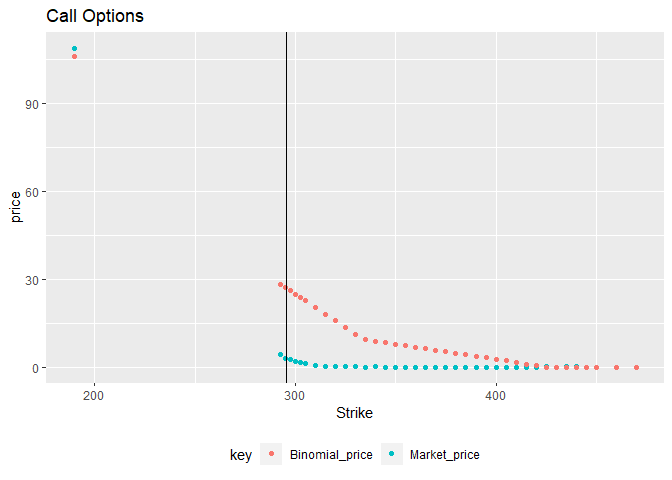 Call Options
90
60
30
0
price
200 300 400
Strike
key Binomial_price Market_price